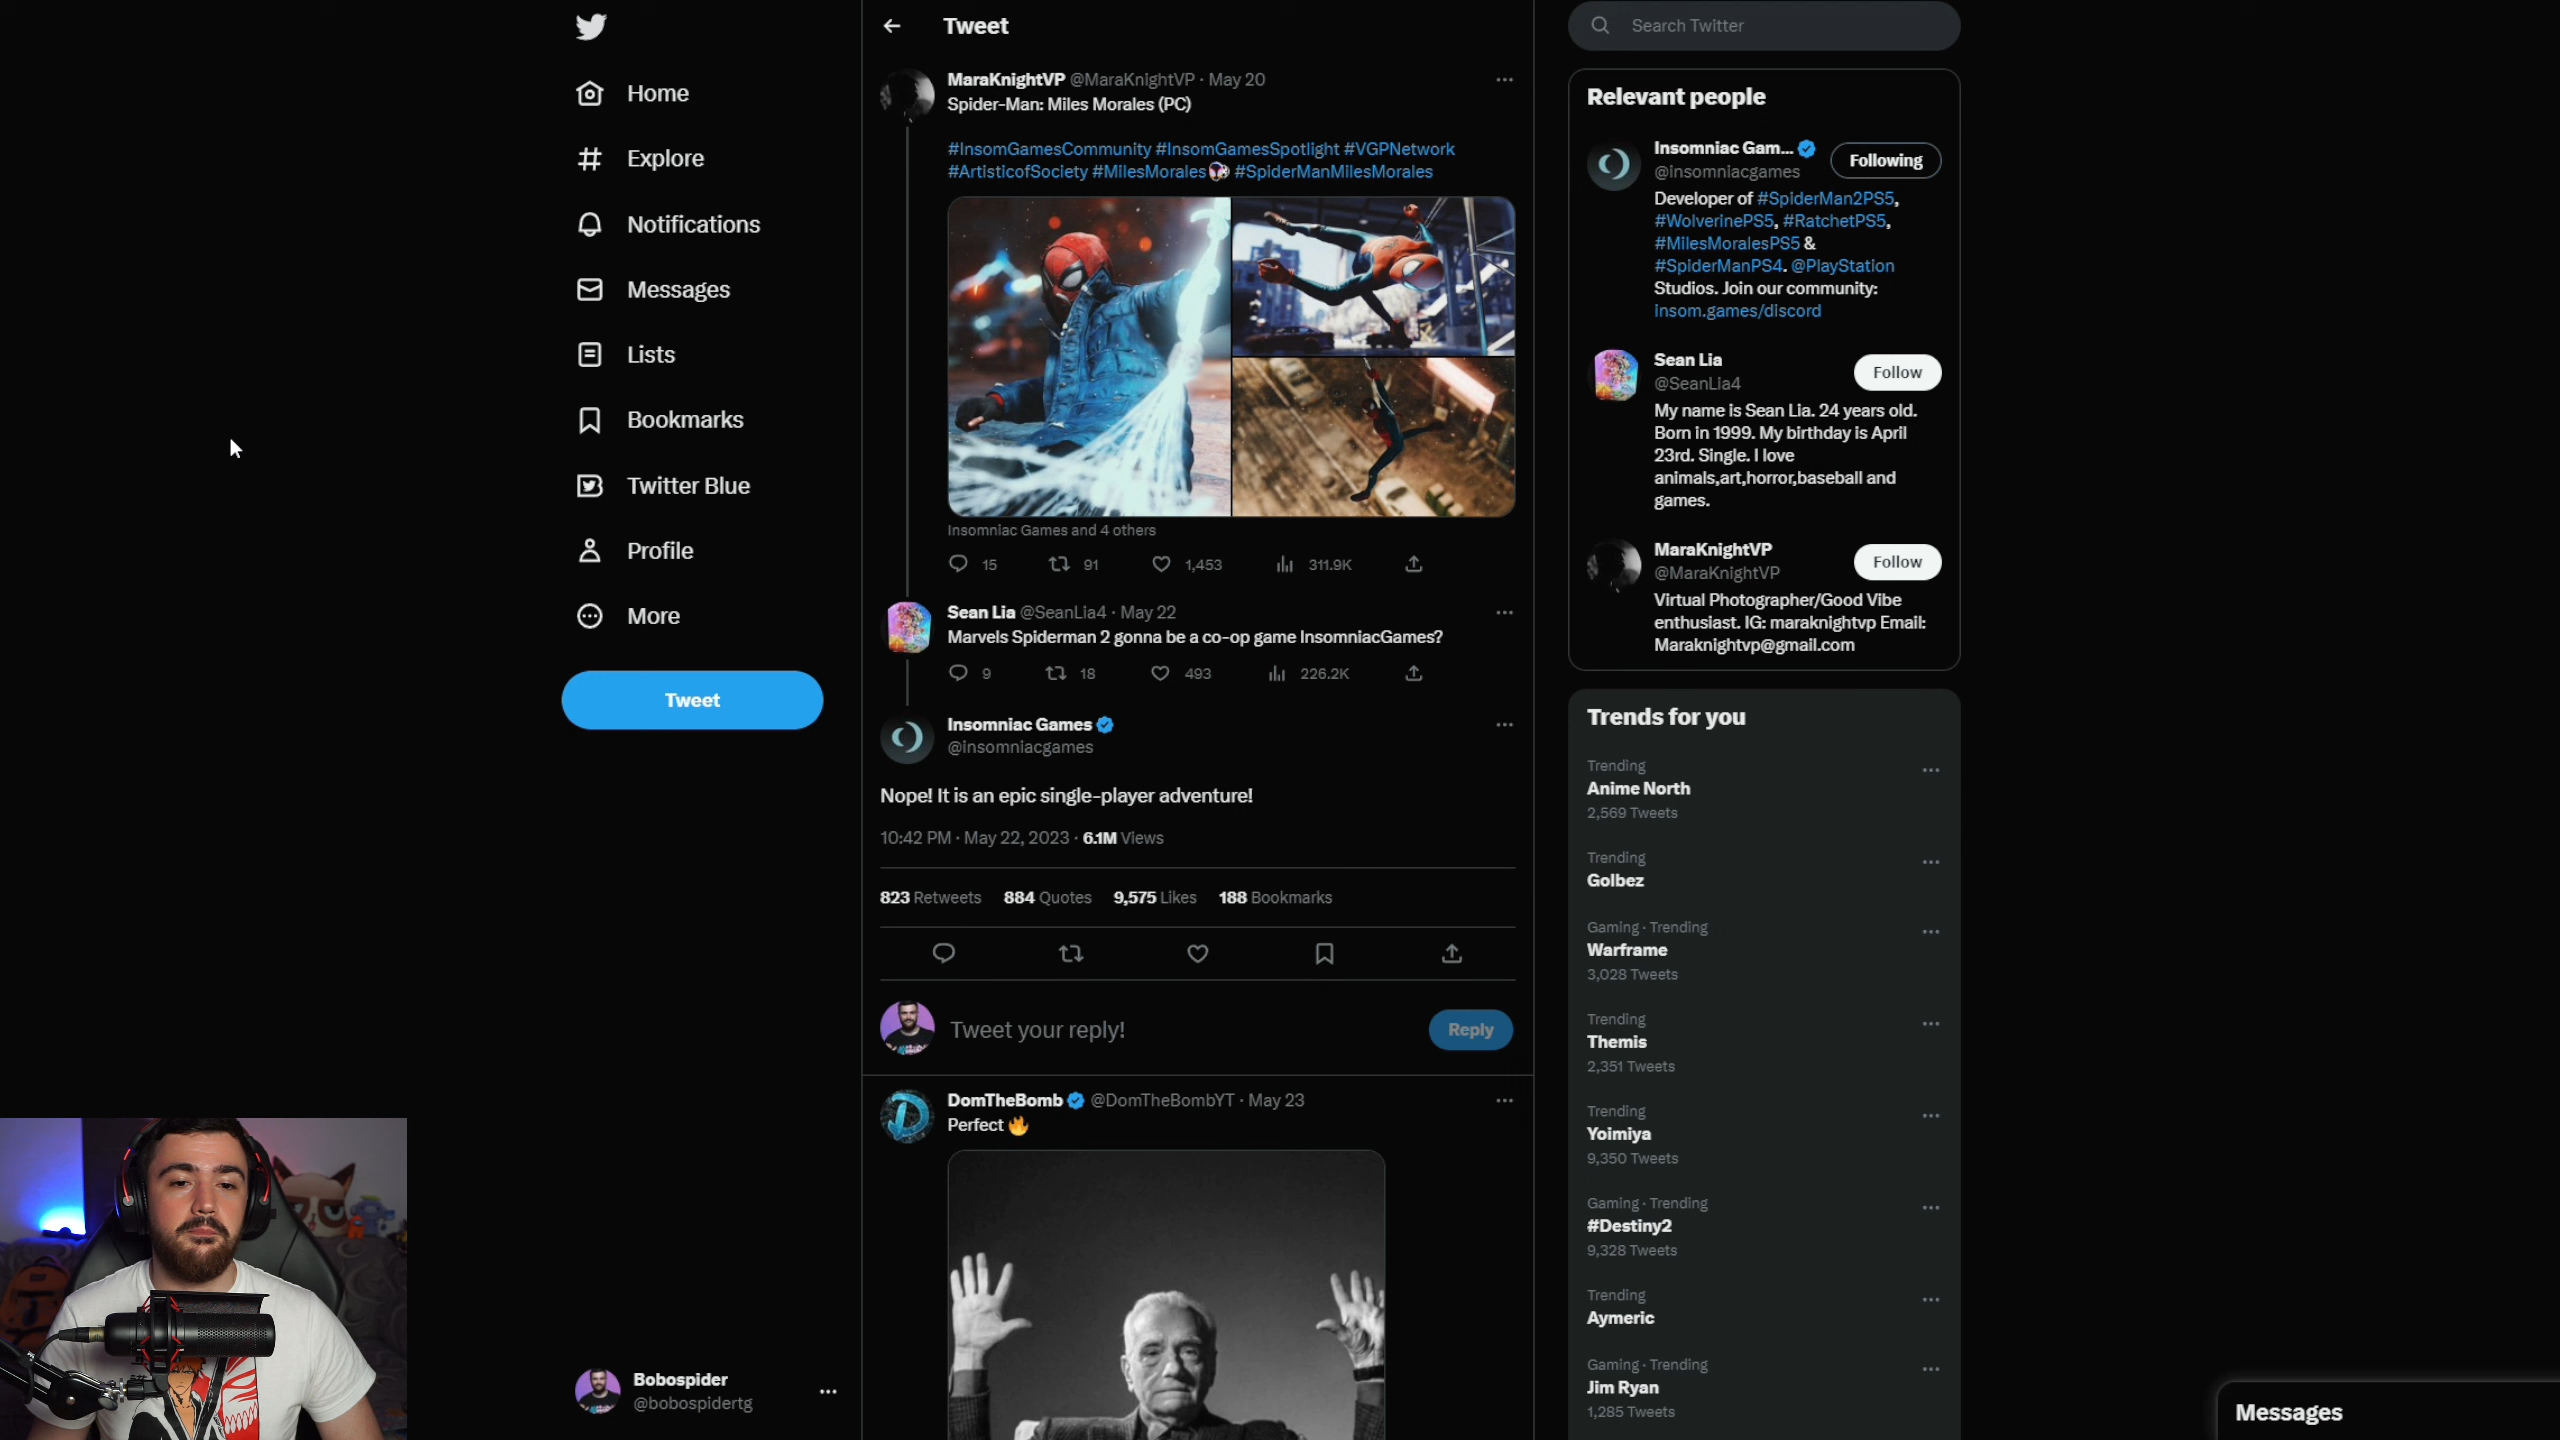 Home
Explore
Notifications
Messages
Lists
Bookmarks
Twitter Blue
Profile
More
Tweet
Bobospider
@bobospidertg
Tweet
MaraKnightVP @MaraKnightVP · May 20
Spider-Man: Miles Morales (PC)
#InsomGamesCommunity #InsomGamesSpotlight #VGPNetwork
#ArtisticofSociety #MilesMorales #SpiderManMilesMorales
Insomniac Games and 4 others
15 91 1,453 311.9K
Sean Lia @SeanLia4 · May 22
Marvels Spiderman 2 gonna be a co-op game InsomniacGames?
9 18 493 226.2K
Insomniac Games
@insomniacgames
Nope! It is an epic single-player adventure!
10:42 PM · May 22, 2023 · 6.1M Views
823 Retweets 884 Quotes 9,575 Likes 188 Bookmarks
Tweet your reply!
Reply
DomTheBomb @DomTheBombYT · May 23
Perfect 🔥
Search Twitter
Relevant people
Insomniac Gam...
@insomniacgames
Following
Developer of #SpiderMan2PS5,
#WolverinePS5, #RatchetPS5,
#MilesMoralesPS5 &
#SpiderManPS4. @PlayStation
Studios. Join our community:
insom.games/discord
Sean Lia
@SeanLia4
Follow
My name is Sean Lia. 24 years old.
Born in 1999. My birthday is April
23rd. Single. I love
animals,art,horror,baseball and
games.
MaraKnightVP
@MaraKnightVP
Follow
Virtual Photographer/Good Vibe
enthusiast. IG: maraknightvp Email:
Maraknightvp@gmail.com
Trends for you
Trending
Anime North
2,569 Tweets
Trending
Golbez
Gaming · Trending
Warframe
3,028 Tweets
Trending
Themis
2,351 Tweets
Trending
Yoimiya
9,350 Tweets
Gaming · Trending
#Destiny2
9,328 Tweets
Trending
Aymeric
Gaming · Trending
Jim Ryan
1,285 Tweets
Messages